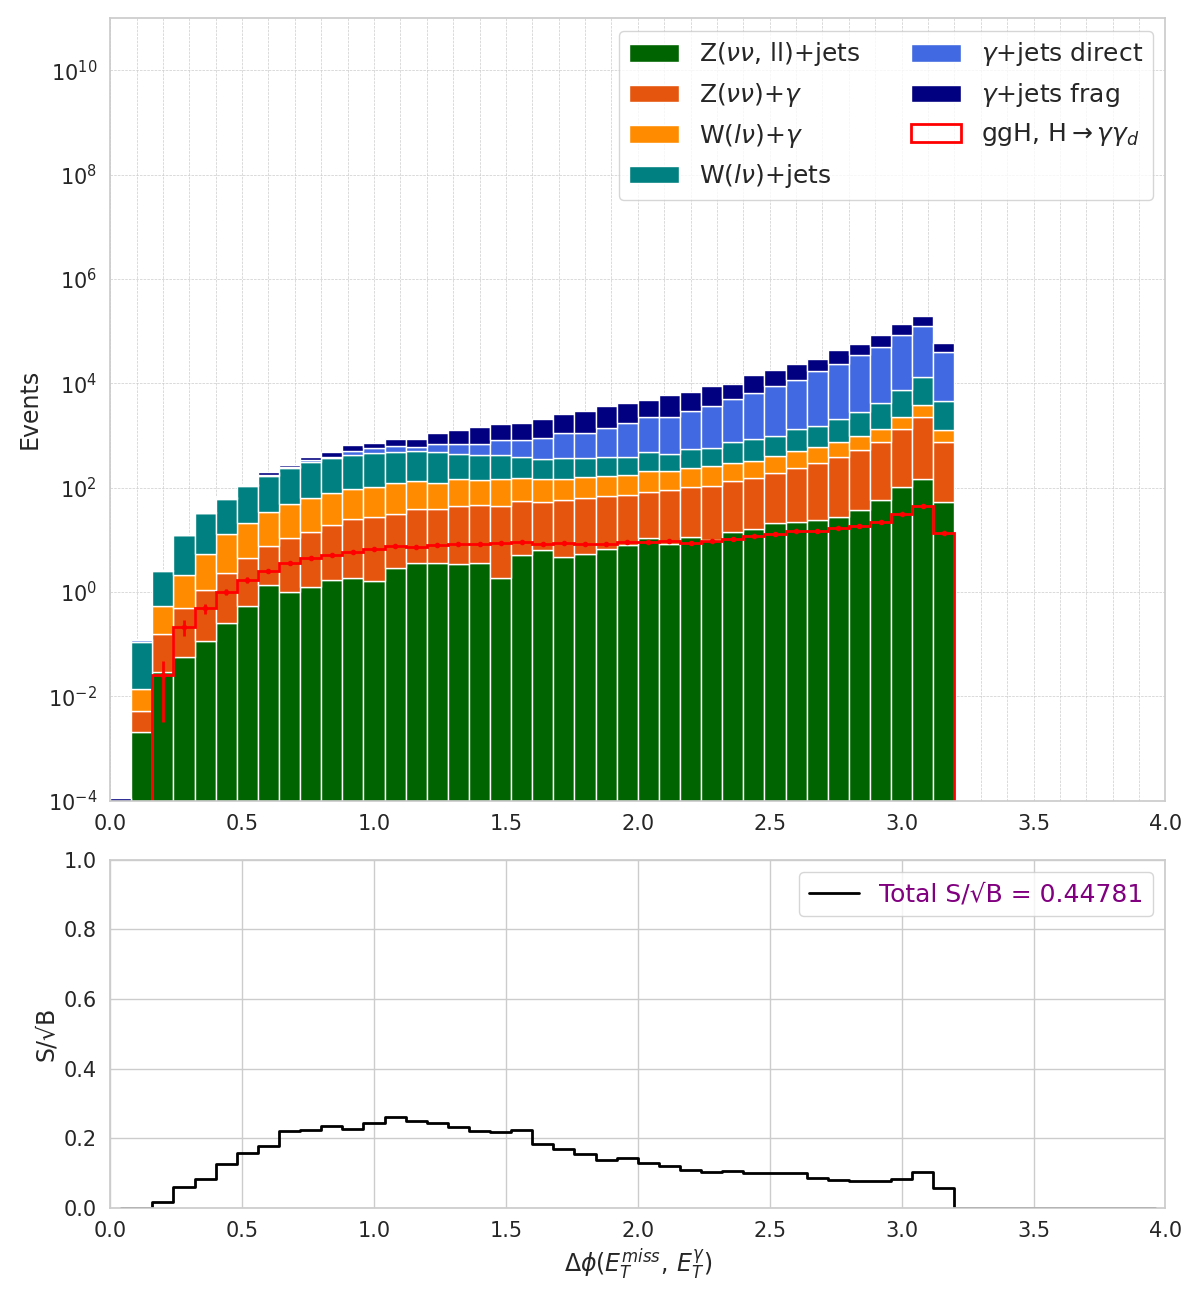 10^10
10^8
10^6
10^4
10^2
10^0
10^−2
10^−4
Events
Z(νν, ll)+jets
Z(νν)+γ
W(lν)+γ
W(lν)+jets
γ+jets direct
γ+jets frag
ggH, H→γγ_d
0.0 0.5 1.0 1.5 2.0 2.5 3.0 3.5 4.0
1.0
0.8
0.6
0.4
0.2
0.0
S/√B
Total S/√B = 0.44781
0.0 0.5 1.0 1.5 2.0 2.5 3.0 3.5 4.0
Δϕ(E_T^miss, E_T^γ)